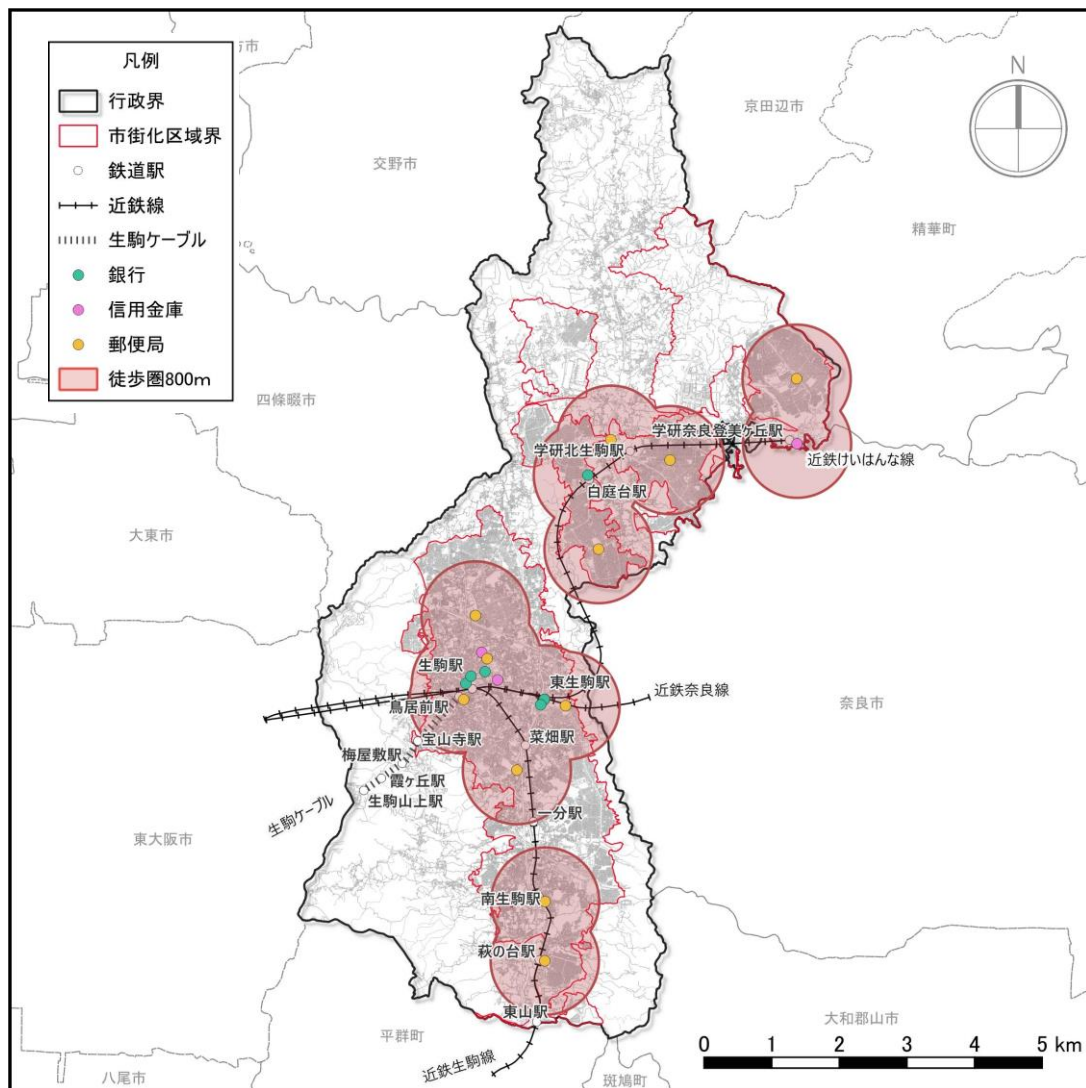 凡例
行政界
市街化区域界
鉄道駅
近鉄線
生駒ケーブル
銀行
信用金庫
郵便局
徒歩圏800m
方市
N
京田辺市
交野市
精華町
四條畷市
学研奈良登美ヶ丘駅
学研北生駒駅
近鉄けいはんな線
白庭台駅
大東市
生駒駅
東生駒駅
近鉄奈良線
奈良市
鳥居前駅
宝山寺駅
菜畑駅
梅屋敷駅
霞ヶ丘駅
生駒山上駅
生駒ケーブル
一分駅
東大阪市
南生駒駅
萩の台駅
東山駅
大和郡山市
平群町
近鉄生駒線
八尾市
斑鳩町
0 1 2 3 4 5 km